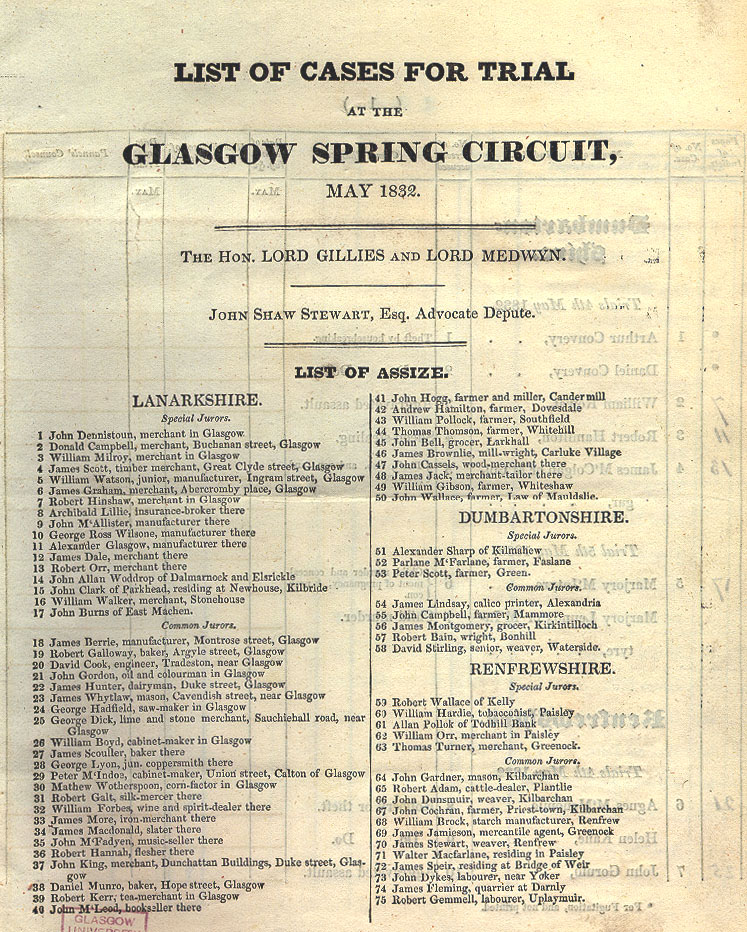 LIST OF CASES FOR TRIAL
AT THE
GLASGOW SPRING CIRCUIT,
MAY 1832.
THE HON. LORD GILLIES AND LORD MEDWYN.
JOHN SHAW STEWART, Esq. Advocate Depute.
LIST OF ASSIZE.
LANARKSHIRE.
Special Jurors.
1 John Dennistoun, merchant in Glasgow
2 Donald Campbell, merchant, Buchanan street, Glasgow
3 William Milroy, merchant in Glasgow
4 James Scott, timber merchant, Great Clyde street, Glasgow
5 William Watson, junior, manufacturer, Ingram street, Glasgow
6 James Graham, merchant, Abercromby place, Glasgow
7 Robert Hinshaw, merchant in Glasgow
8 Archibald Lillie, insurance-broker there
9 John M'Allister, manufacturer there
10 George Ross Wilsone, manufacturer there
11 Alexander Glasgow, manufacturer there
12 James Dale, merchant there
13 Robert Orr, merchant there
14 John Allan Woddrop of Dalmarnock and Elsrickle
15 John Clark of Parkhead, residing at Newhouse, Kilbride
16 William Walker, merchant, Stonehouse
17 John Burns of East Machen.
Common Jurors.
18 James Berrie, manufacturer, Montrose street, Glasgow
19 Robert Galloway, baker, Argyle street, Glasgow
20 David Cook, engineer, Tradeston, near Glasgow
21 John Gordon, oil and colourman in Glasgow
22 James Hunter, dairyman, Duke street, Glasgow
23 James Whytlaw, mason, Cavendish street, near Glasgow
24 George Hadfield, saw-maker in Glasgow
25 George Dick, lime and stone merchant, Sauchiehall road, near
Glasgow
26 William Boyd, cabinet-maker in Glasgow
27 James Scouller, baker there
28 George Lyon, jun. coppersmith there
29 Peter M'Indoe, cabinet-maker, Union street, Calton of Glasgow
30 Mathew Wotherspoon, corn-factor in Glasgow
31 Robert Galt, silk-mercer there
32 William Forbes, wine and spirit-dealer there
33 James More, iron-merchant there
34 James Macdonald, slater there
35 John M'Fadyen, music-seller there
36 Robert Hannah, flesher there
37 John King, merchant, Dunchattan Buildings, Duke street, Glas-
gow
38 Daniel Munro, baker, Hope street, Glasgow
39 Robert Kerr, tea-merchant in Glasgow
40 John M'Leod, bookseller there
41 John Hogg, farmer and miller, Candermill
42 Andrew Hamilton, farmer, Dovesdale
43 William Pollock, farmer, Southfield
44 Thomas Thomson, farmer, Whitehill
45 John Bell, grocer, Larkhall
46 James Brownlie, mill-wright, Carluke Village
47 John Cassels, wood-merchant there
48 James Jack, merchant-tailor there
49 William Gibson, farmer, Whiteshaw
50 John Wallace, farmer, Law of Mauldslie.
DUMBARTONSHIRE.
Special Jurors.
51 Alexander Sharp of Kilmahew
52 Parlane M'Farlane, farmer, Faslane
53 Peter Scott, farmer, Green.
Common Jurors.
54 James Lindsay, calico printer, Alexandria
55 John Campbell, farmer, Mammore
56 James Montgomery, grocer, Kirkintilloch
57 Robert Bain, wright, Bonhill
58 David Stirling, senior, weaver, Waterside.
RENFREWSHIRE.
Special Jurors.
59 Robert Wallace of Kelly
60 William Hardie, tobacconist, Paisley
61 Allan Pollok of Todhill Bank
62 William Orr, merchant in Paisley
63 Thomas Turner, merchant, Greenock.
Common Jurors.
64 John Gardner, mason, Kilbarchan
65 Robert Adam, cattle-dealer, Plantlie
66 John Dunsmuir, weaver, Kilbarchan
67 John Cochran, farmer, Priest-town, Kilbarchan
68 William Brock, starch manufacturer, Renfrew
69 James Jamieson, mercantile agent, Greenock
70 James Stewart, weaver, Renfrew
71 Walter Macfarlane, residing in Paisley
72 James Speir, residing at Bridge of Weir
73 John Dykes, labourer, near Yoker
74 James Fleming, quarrier at Darnly
75 Robert Gemmell, labourer, Uplaymuir.
GLASGOW